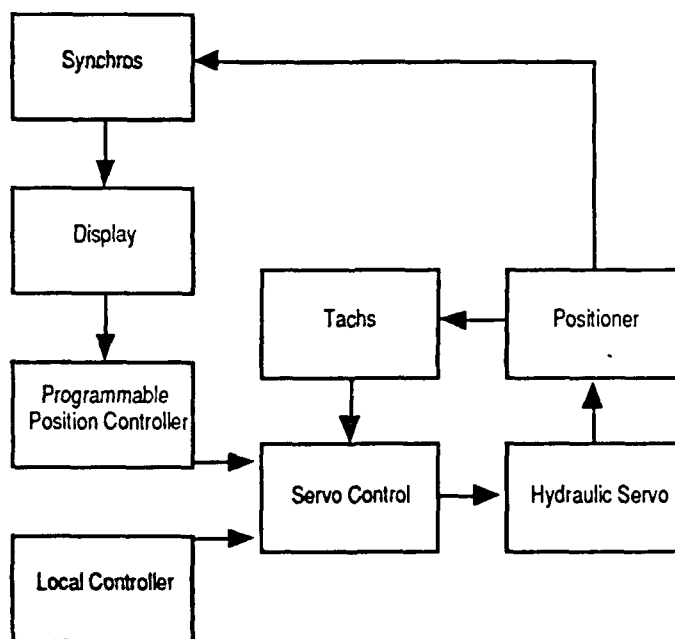 Synchros
Display
Tachs
Positioner
Programmable
Position Controller
Servo Control
Hydraulic Servo
Local Controller